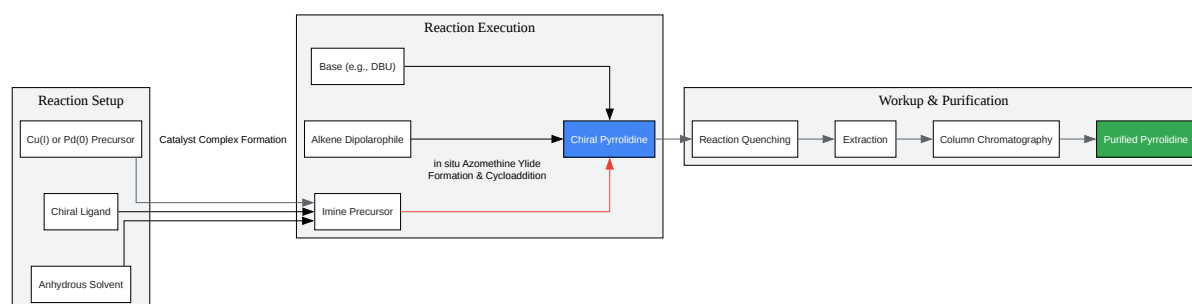 Reaction Setup
Cu(I) or Pd(0) Precursor
Chiral Ligand
Anhydrous Solvent
Catalyst Complex Formation
Reaction Execution
Base (e.g., DBU)
Alkene Dipolarophile
Imine Precursor
in situ Azomethine Ylide
Formation & Cycloaddition
Chiral Pyrrolidine
Workup & Purification
Reaction Quenching
Extraction
Column Chromatography
Purified Pyrrolidine